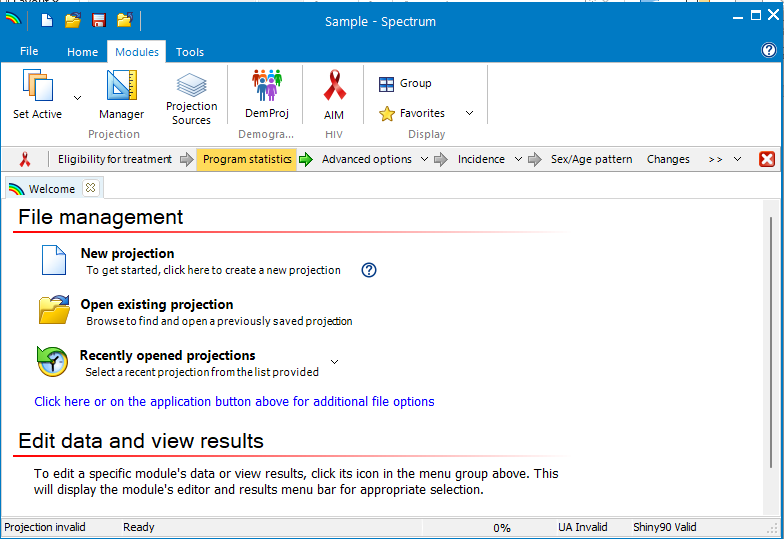 Sample - Spectrum
File Home Modules Tools
Set Active Manager Projection Sources DemProj AIM Group
Favorites
Projection Demogra... HIV Display
Eligibility for treatment Program statistics Advanced options Incidence Sex/Age pattern Changes >>
Welcome
File management
New projection
To get started, click here to create a new projection
Open existing projection
Browse to find and open a previously saved projection
Recently opened projections
Select a recent projection from the list provided
Click here or on the application button above for additional file options
Edit data and view results
To edit a specific module's data or view results, click its icon in the menu group above. This
will display the module's editor and results menu bar for appropriate selection.
Projection invalid Ready 0% UA Invalid Shiny90 Valid